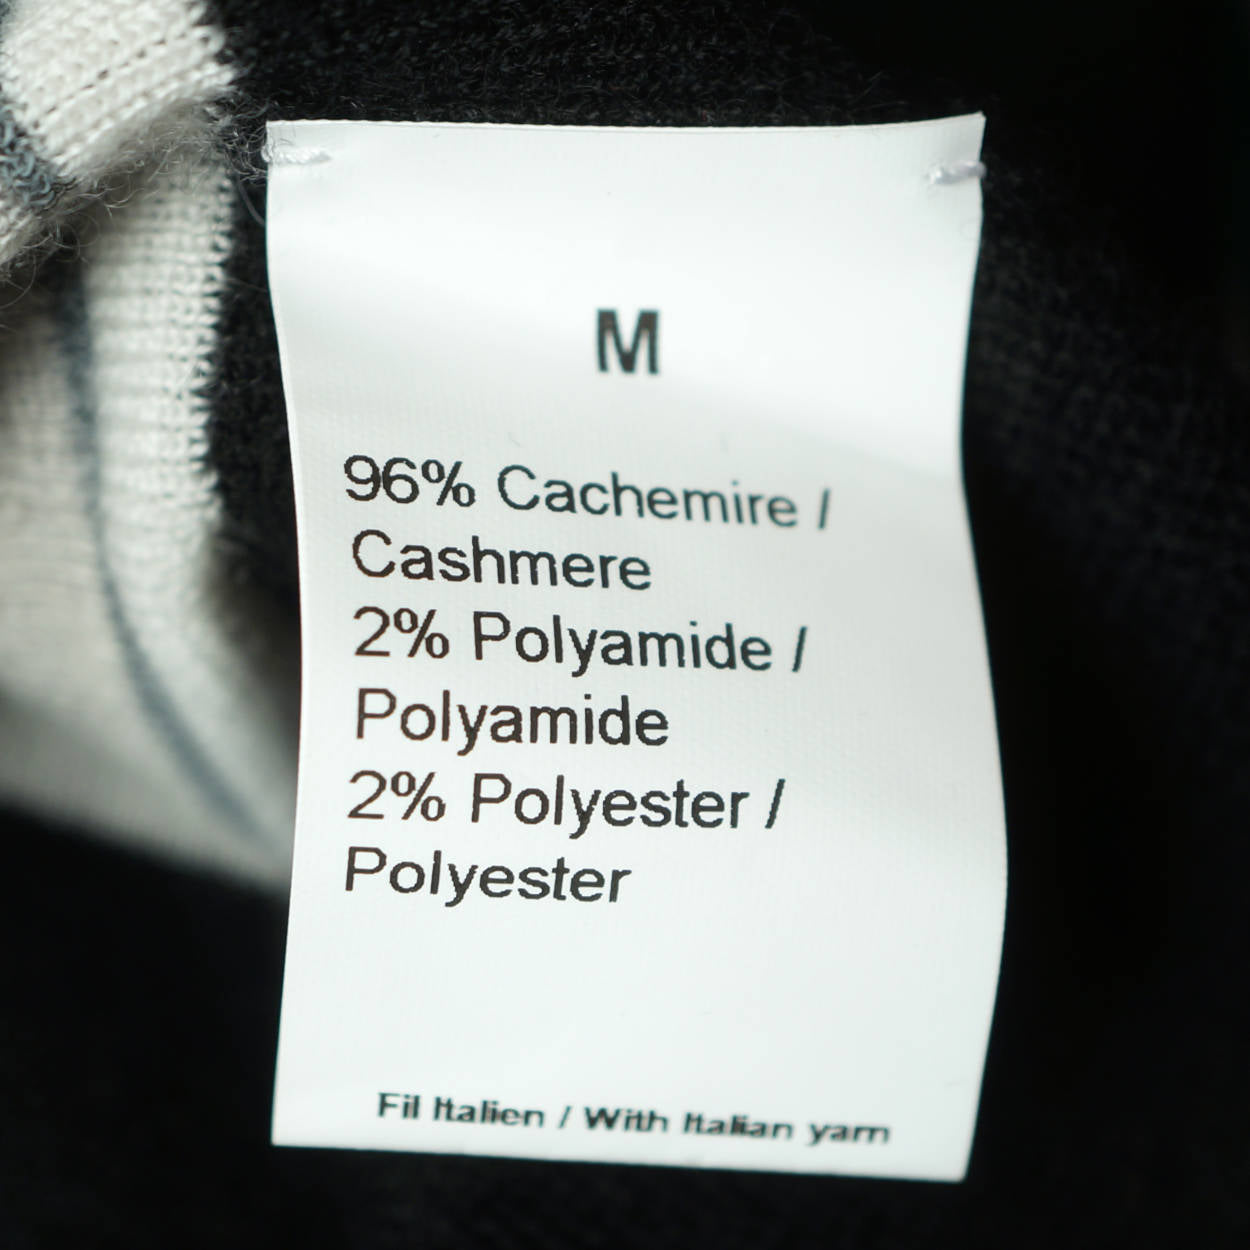 M
96% Cachemire /
Cashmere
2% Polyamide /
Polyamide
2% Polyester /
Polyester
Fil Italien / With Italian yarn